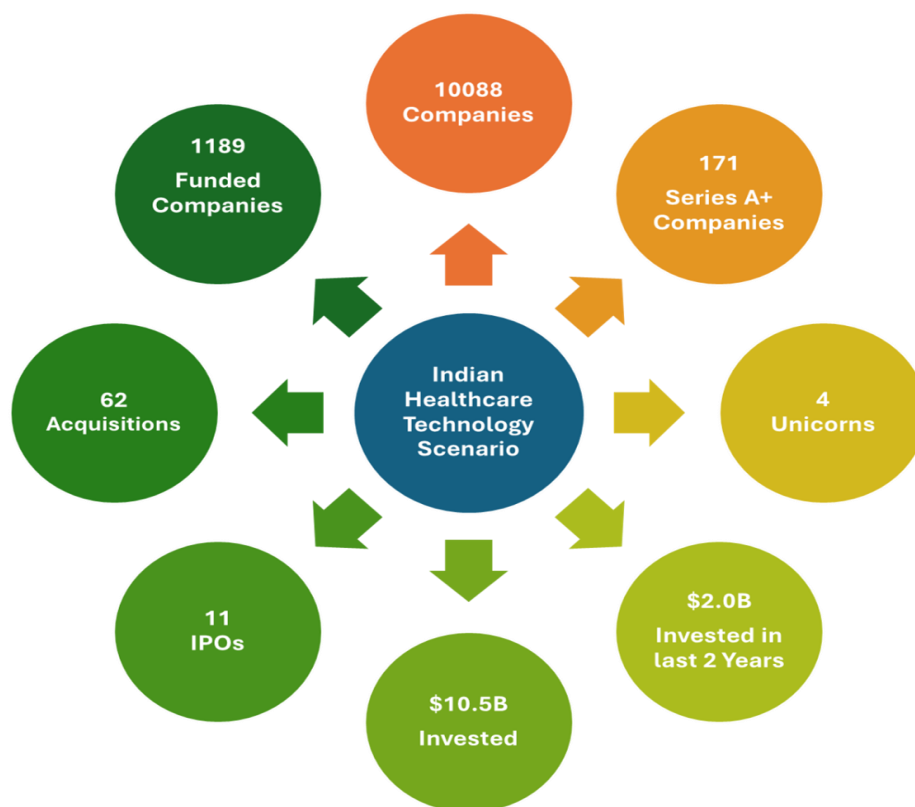 10088
Companies
171
Series A+
Companies
4
Unicorns
$2.0B
Invested in
last 2 Years
$10.5B
Invested
11
IPOs
62
Acquisitions
1189
Funded
Companies
Indian
Healthcare
Technology
Scenario